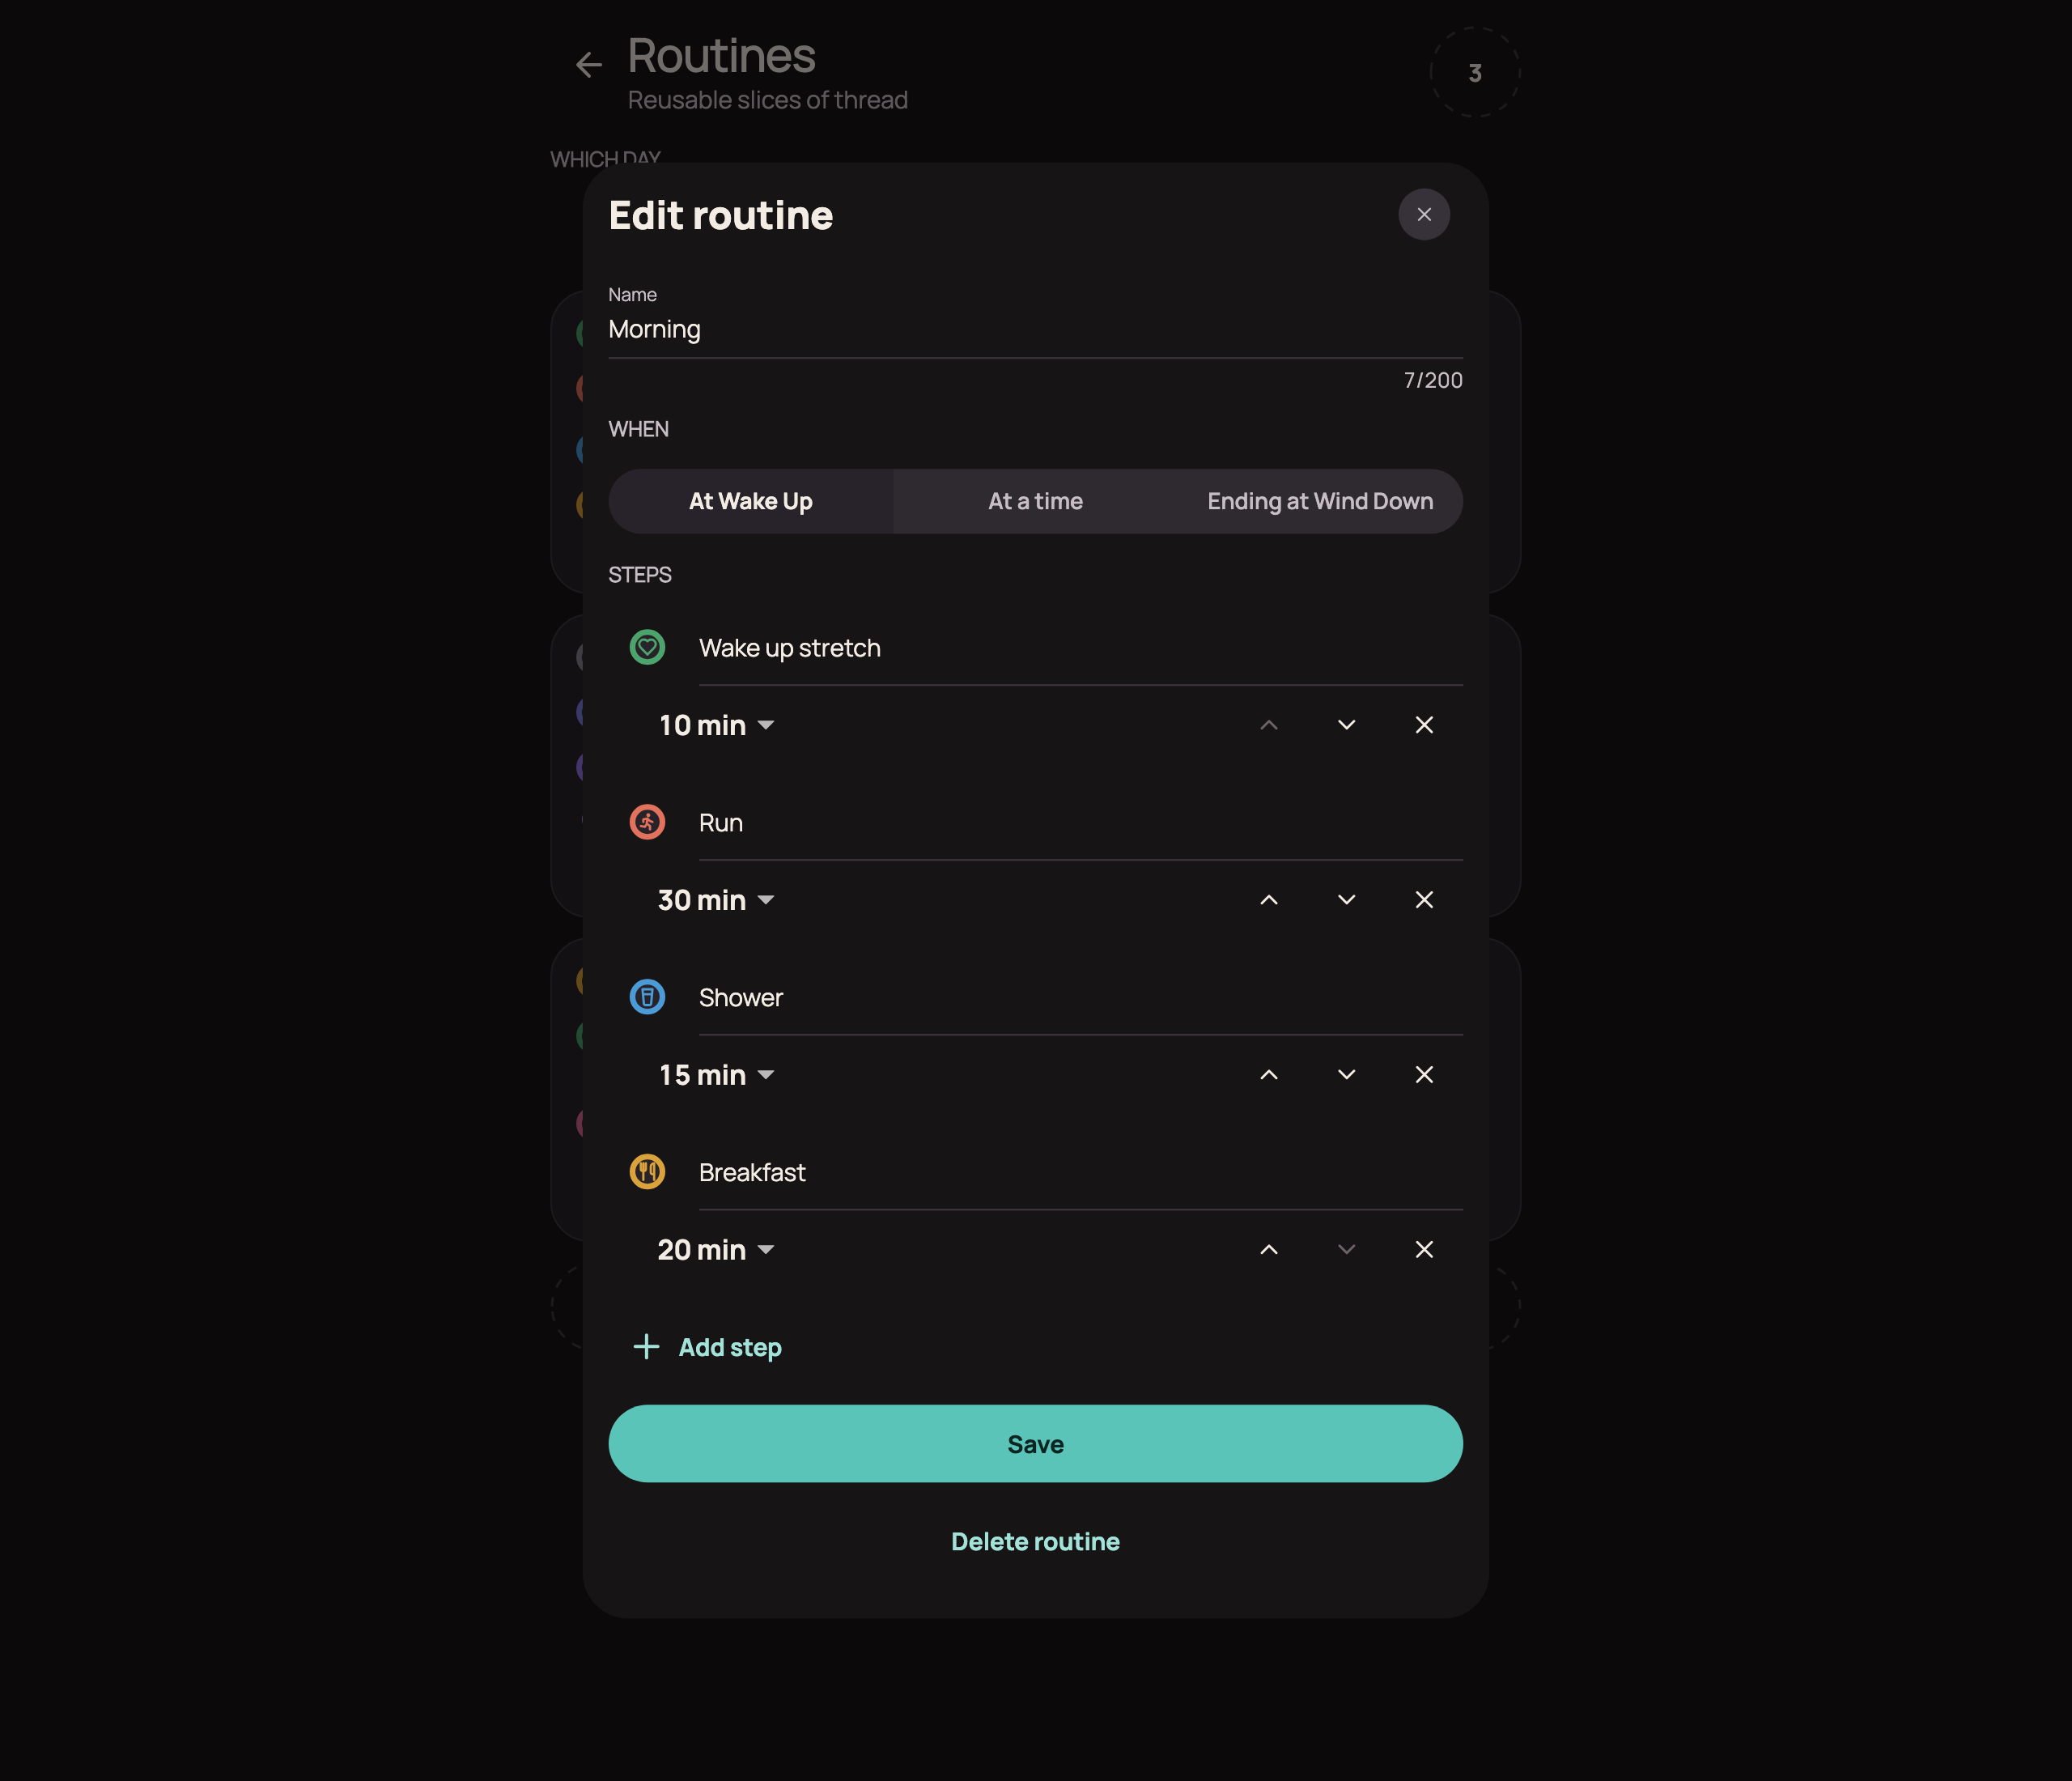 Routines
Reusable slices of thread
3
WHICH DAY
Edit routine
Name
Morning
7/200
WHEN
At Wake Up
At a time
Ending at Wind Down
STEPS
Wake up stretch
10 min
Run
30 min
Shower
15 min
Breakfast
20 min
Add step
Save
Delete routine